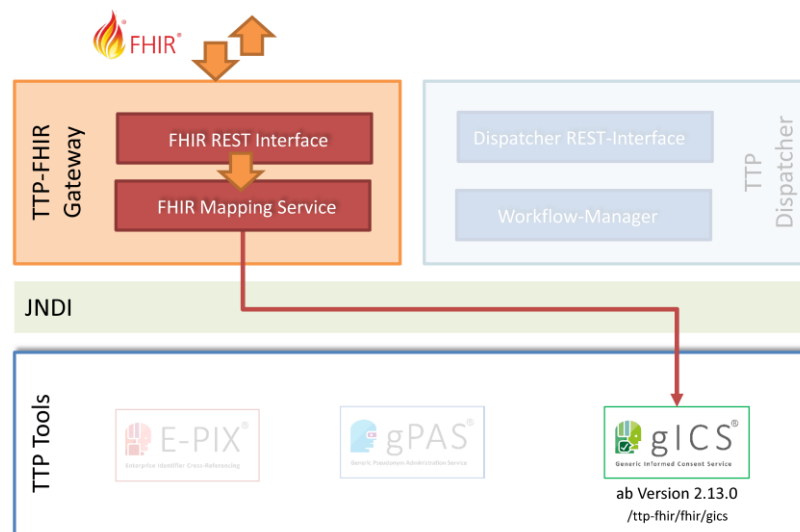 FHIR®
TTP-FHIR
Gateway
FHIR REST Interface
FHIR Mapping Service
Dispatcher REST-Interface
Workflow-Manager
TTP
Dispatcher
JNDI
TTP Tools
E-PIX®
Enterprise Identifier Cross-Referencing
gPAS®
Generic Pseudonym Administration Service
gICS®
Generic Informed Consent Service
ab Version 2.13.0
/ttp-fhir/fhir/gics